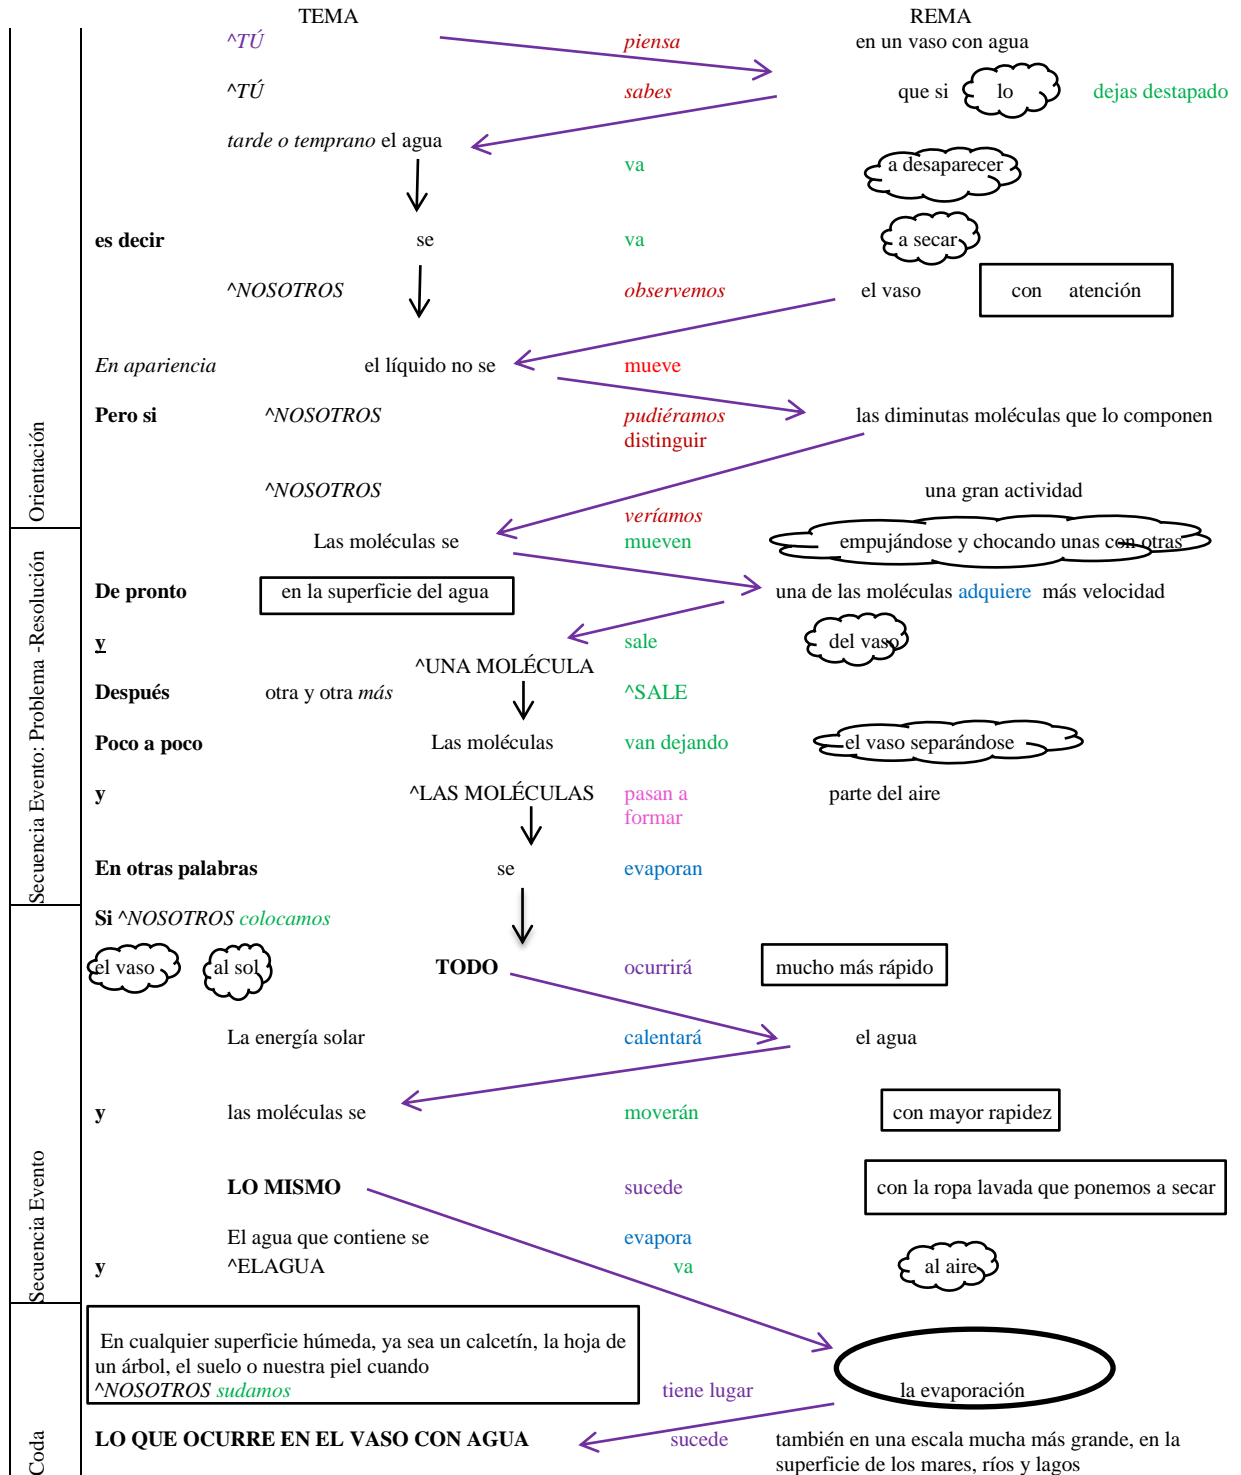 TEMA REMA
^TÚ piensa en un vaso con agua
^TÚ sabes que si lo dejas destapado
tarde o temprano el agua
va a desaparecer
es decir se va a secar
^NOSOTROS observemos el vaso con atención
En apariencia el líquido no se mueve
Pero si ^NOSOTROS pudiéramos las diminutas moléculas que lo componen
distinguir
^NOSOTROS una gran actividad
veríamos
Orientación
Las moléculas se mueven empujándose y chocando unas con otras
De pronto en la superficie del agua una de las moléculas adquiere más velocidad
y sale del vaso
^UNA MOLÉCULA
Después otra y otra más ^SALE
Poco a poco Las moléculas van dejando el vaso separándose
y ^LAS MOLÉCULAS pasan a parte del aire
formar
En otras palabras se evaporan
Secuencia Evento: Problema -Resolución
Si ^NOSOTROS colocamos
el vaso al sol TODO ocurrirá mucho más rápido
La energía solar calentará el agua
y las moléculas se moverán con mayor rapidez
LO MISMO sucede con la ropa lavada que ponemos a secar
El agua que contiene se evapora
y ^ELAGUA va al aire
Secuencia Evento
En cualquier superficie húmeda, ya sea un calcetín, la hoja de
un árbol, el suelo o nuestra piel cuando
^NOSOTROS sudamos tiene lugar la evaporación
LO QUE OCURRE EN EL VASO CON AGUA sucede también en una escala mucha más grande, en la
superficie de los mares, ríos y lagos
Coda